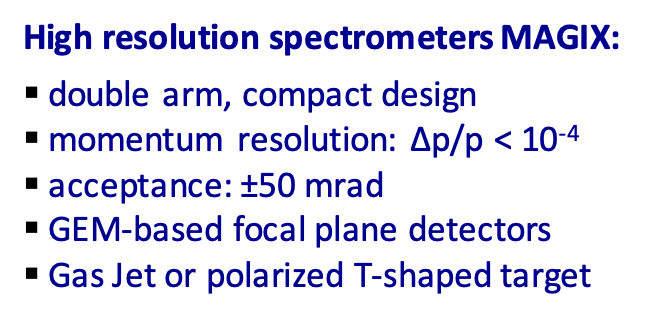 High resolution spectrometers MAGIX:
▪ double arm, compact design
▪ momentum resolution: Δp/p < 10⁻⁴
▪ acceptance: ±50 mrad
▪ GEM-based focal plane detectors
▪ Gas Jet or polarized T-shaped target